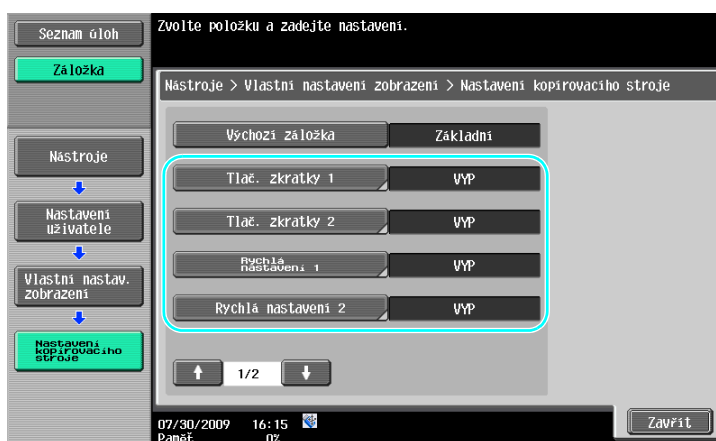 Seznam úloh
Záložka
Nástroje
Nastavení
uživatele
Vlastní nastav.
zobrazení
Nastavení
kopírovacího
stroje
Zvolte položku a zadejte nastavení.
Nástroje > Vlastní nastavení zobrazení > Nastavení kopírovacího stroje
Výchozí záložka Základní
Tlač. zkratky 1 VYP
Tlač. zkratky 2 VYP
Rychlá
nastavení 1 VYP
Rychlá nastavení 2 VYP
1/2
07/30/2009 16:15
Paměť 0%
Zavřít